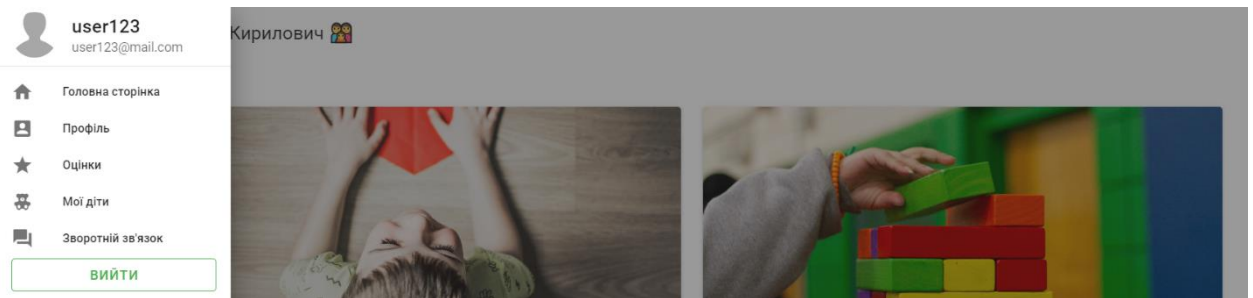 user123
user123@mail.com
Кирилович
Головна сторінка
Профіль
Оцінки
Мої діти
Зворотній зв'язок
ВИЙТИ